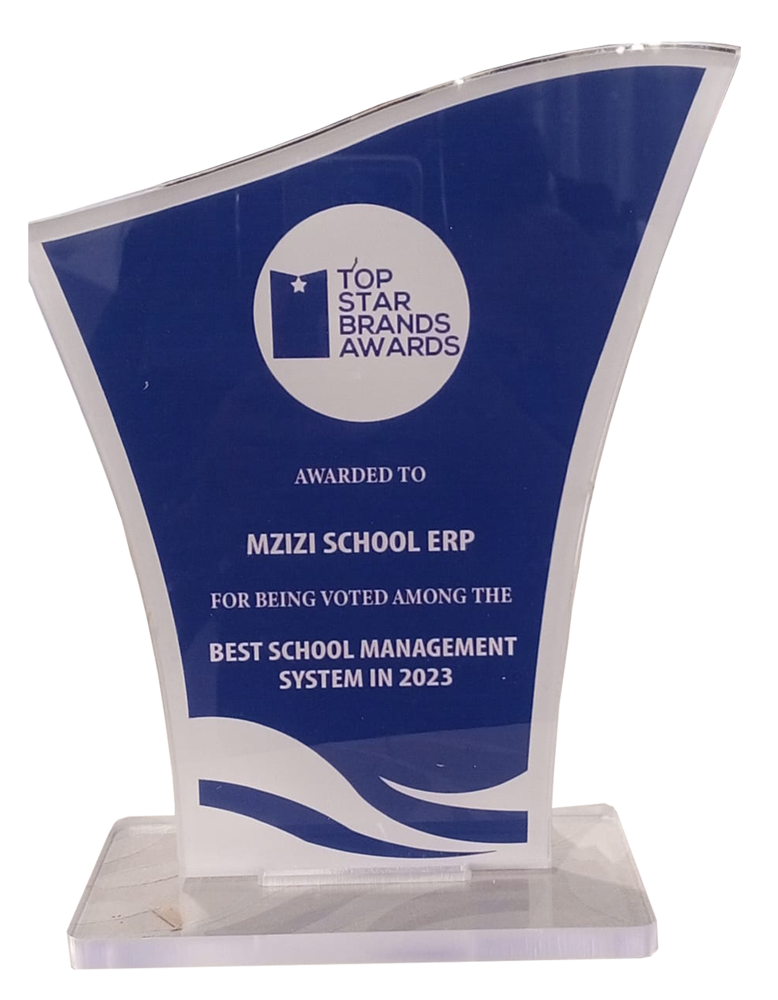 TOP
STAR
BRANDS
AWARDS
AWARDED TO
MZIZI SCHOOL ERP
FOR BEING VOTED AMONG THE
BEST SCHOOL MANAGEMENT
SYSTEM IN 2023